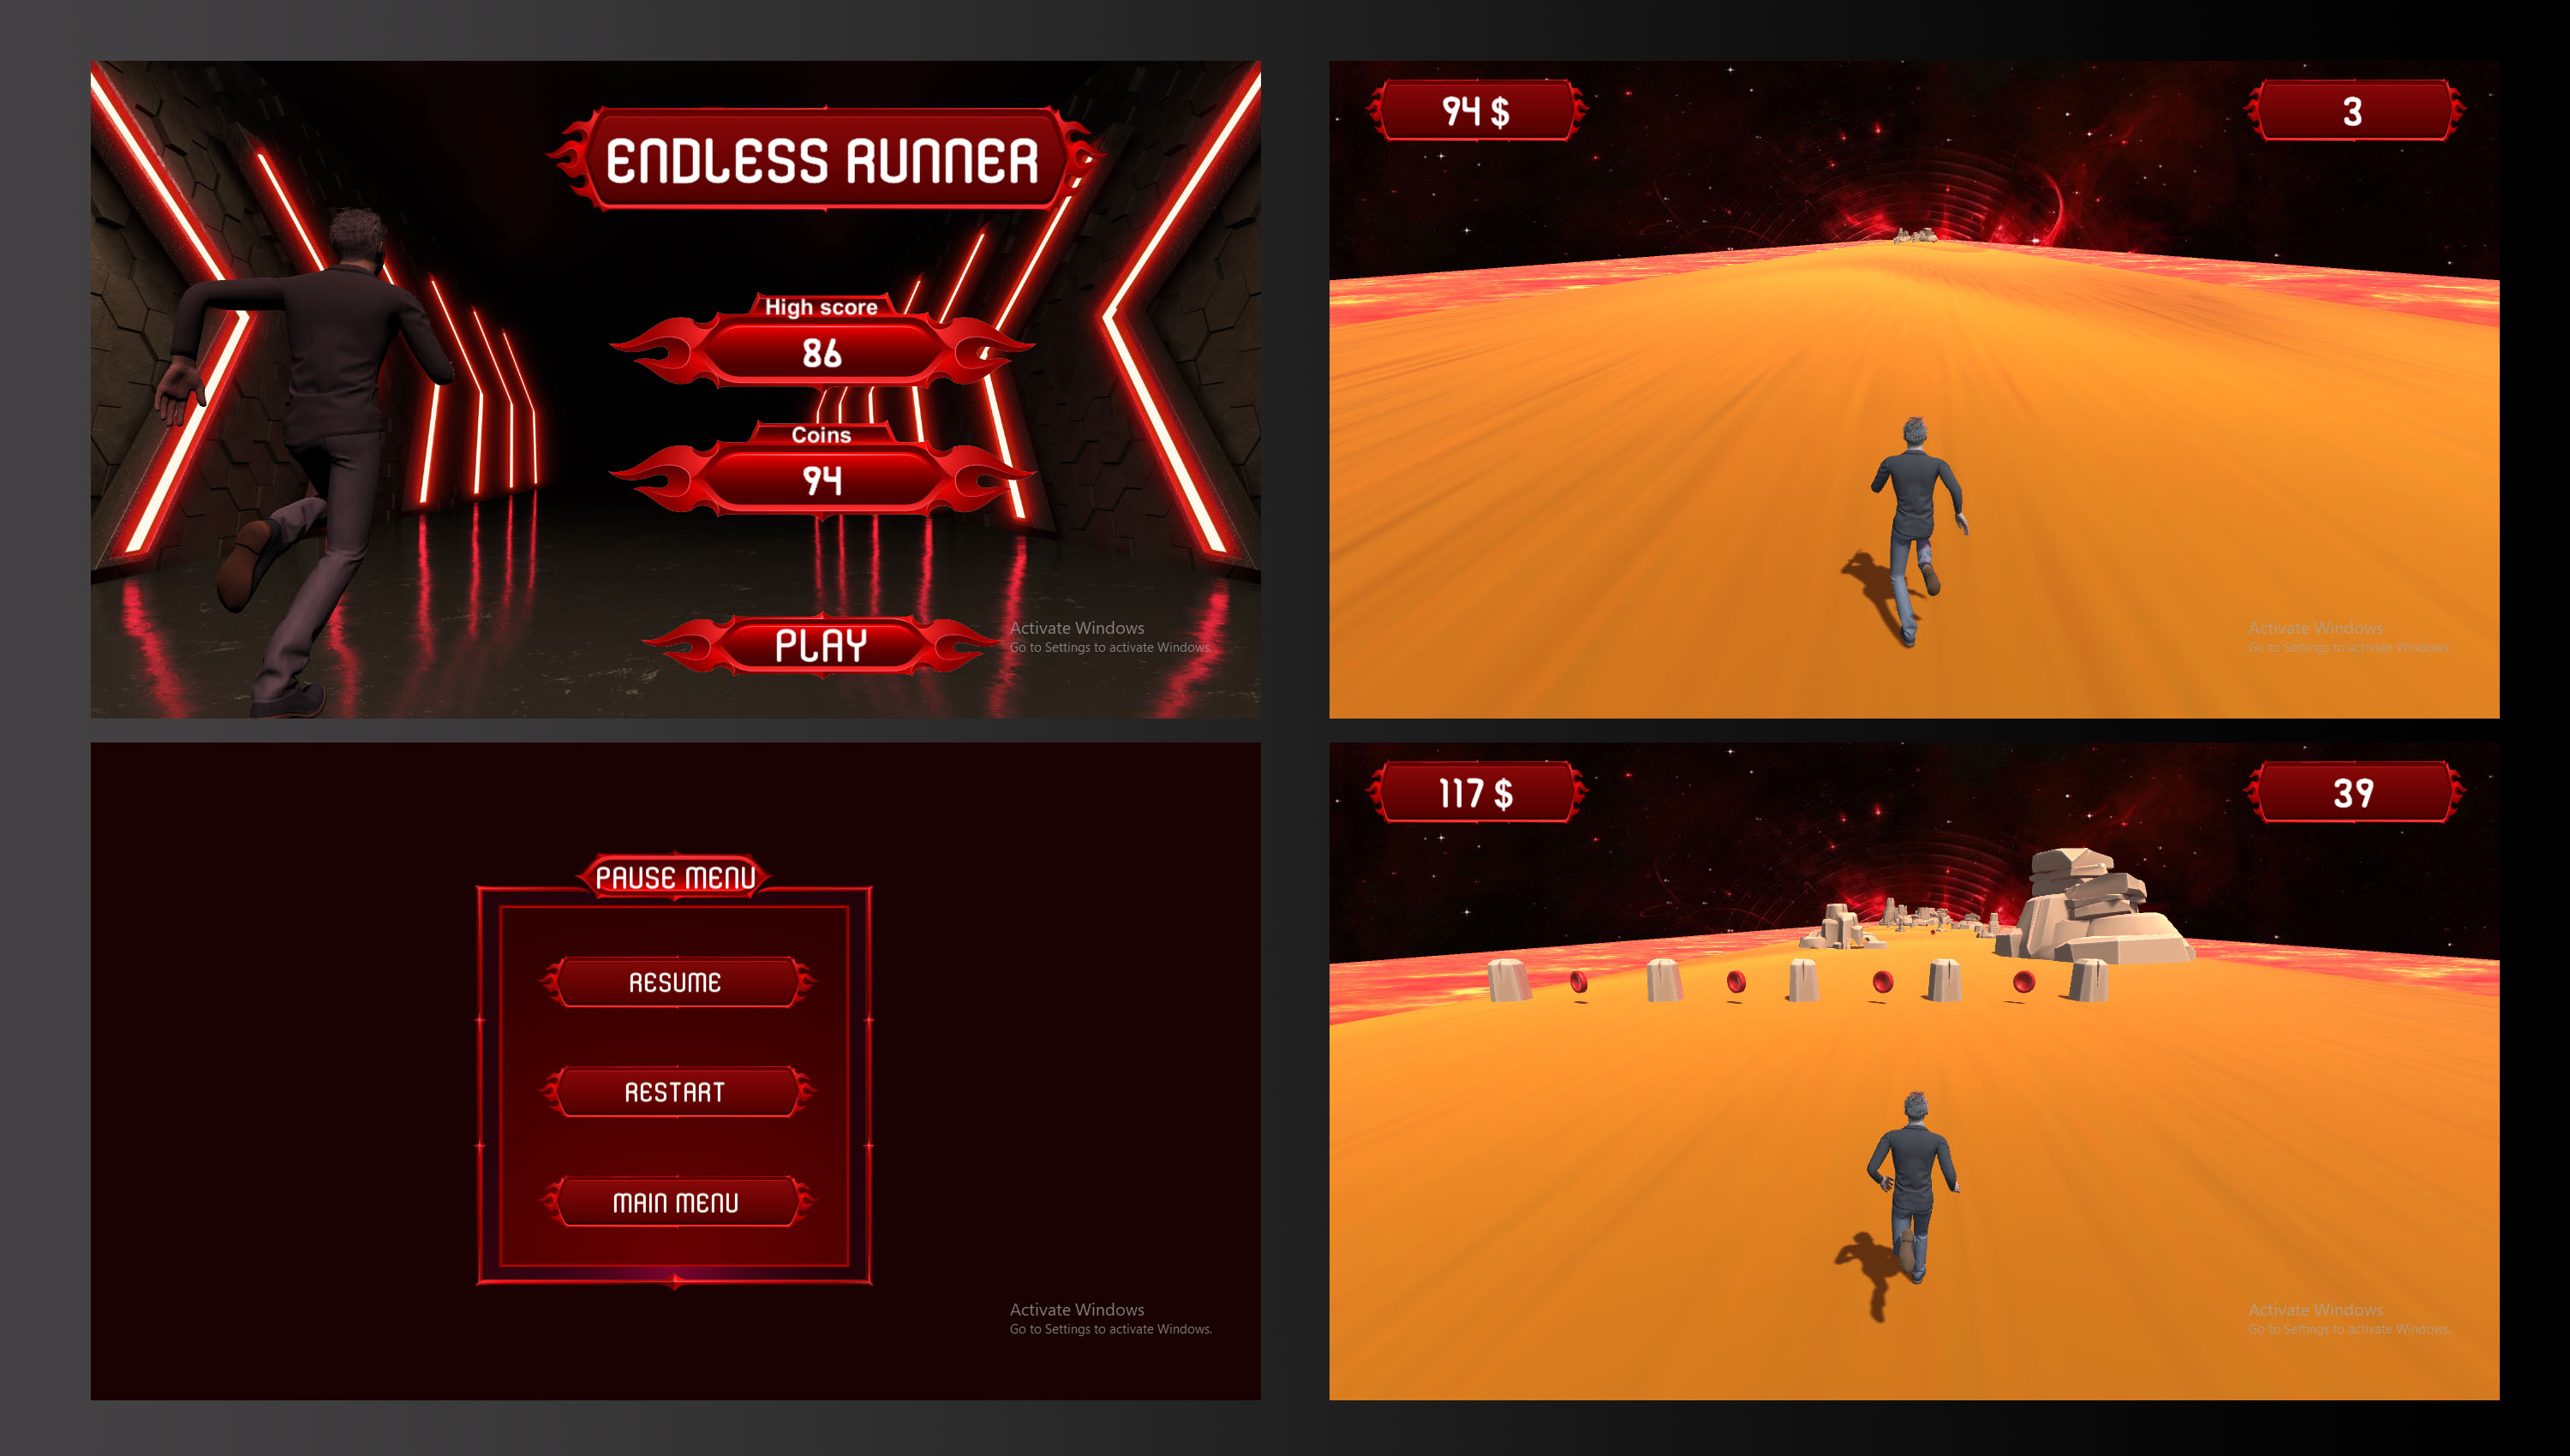 ENDLESS RUNNER
High score
86
Coins
94
PLAY
Activate Windows
Go to Settings to activate Windows.
94 $
3
Activate Windows
Go to Settings to activate Windows.
PAUSE MENU
RESUME
RESTART
MAIN MENU
Activate Windows
Go to Settings to activate Windows.
117 $
39
Activate Windows
Go to Settings to activate Windows.